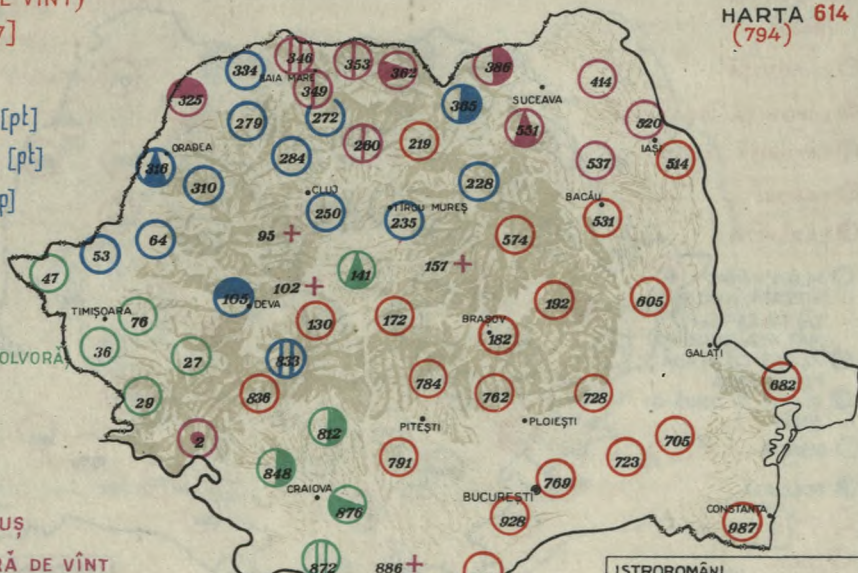 HARTA 614
(794)
E VÎNT)
[pt]
[pt]
p]
OLVORĂ
UȘ
RĂ DE VÎNT
346 353 362 386
334 BAIA MARE 414
325 349 365 SUCEAVA
279 272 551 520
260 219 IAȘI
ORADEA 284 537 514
316 310 228
CLUJ BACĂU
TÎRGU MUREȘ 531
250 235
53 64 95 574
47 141 157
105 DEVA 102 192 605
TIMIȘOARA 76 130 172 BRAȘOV
36 27 833 182 GALAȚI
29 836 784 762 728 682
812 PITEȘTI PLOIEȘTI 705
2 848 791 723
CRAIOVA 876 BUCUREȘTI 769
928 CONSTANȚA
987
872 886
ISTROROMÂNI